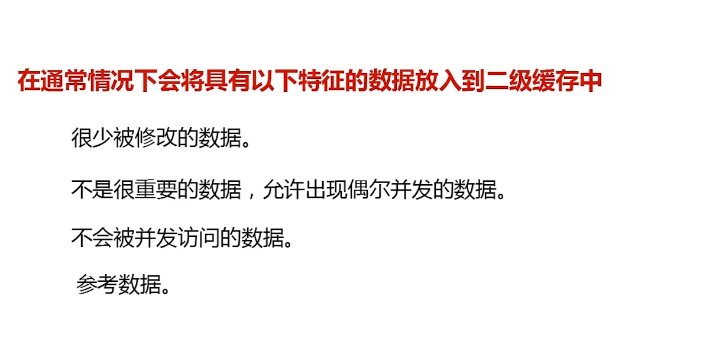 在通常情况下会将具有以下特征的数据放入到二级缓存中
很少被修改的数据。
不是很重要的数据，允许出现偶尔并发的数据。
不会被并发访问的数据。
参考数据。